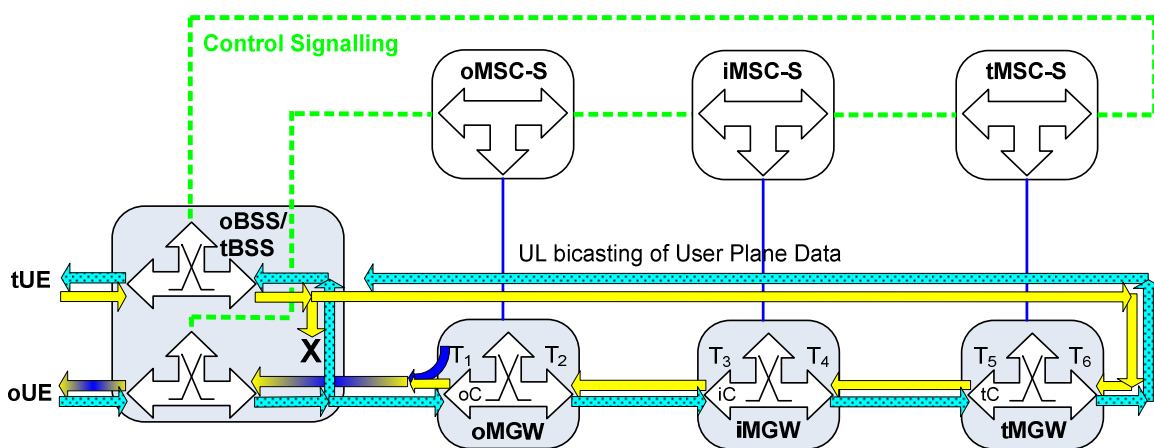 Control Signalling
oMSC-S
iMSC-S
tMSC-S
oBSS/
tBSS
UL bicasting of User Plane Data
tUE
X
T1
T2
T3
T4
T5
T6
oUE
oC
iC
tC
oMGW
iMGW
tMGW